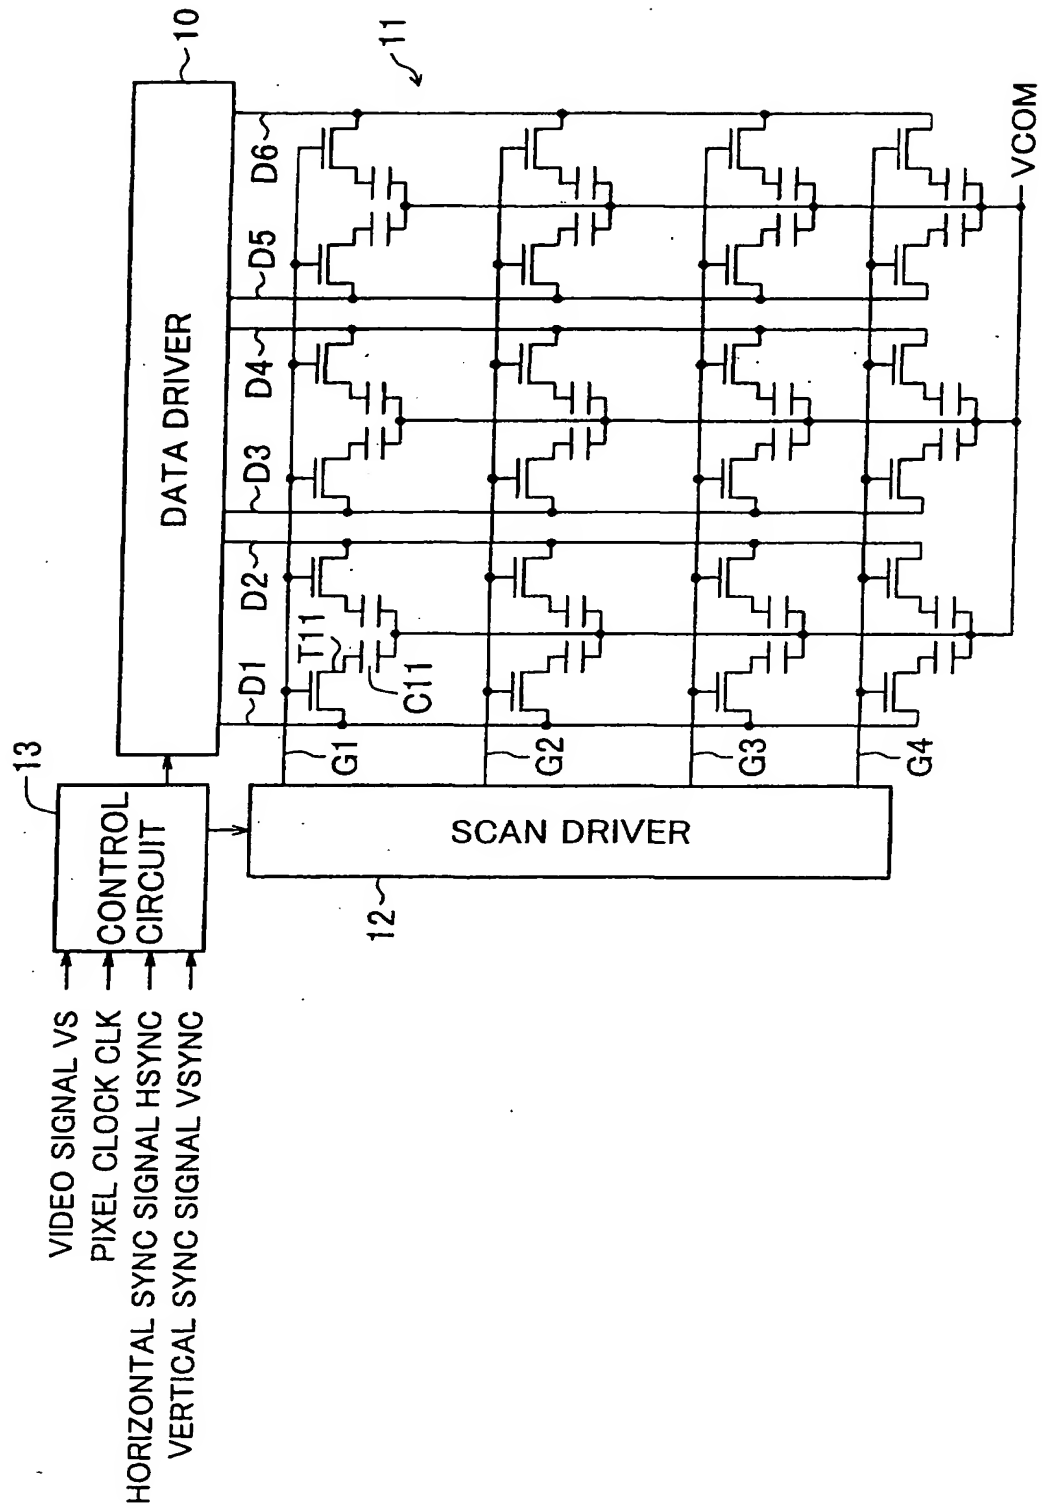 10
11
DATA DRIVER
D1
D2
D3
D4
D5
D6
T11
C11
13
CONTROL
CIRCUIT
VIDEO SIGNAL VS
PIXEL CLOCK CLK
HORIZONTAL SYNC SIGNAL HSYNC
VERTICAL SYNC SIGNAL VSYNC
G1
G2
G3
G4
SCAN DRIVER
12
VCOM